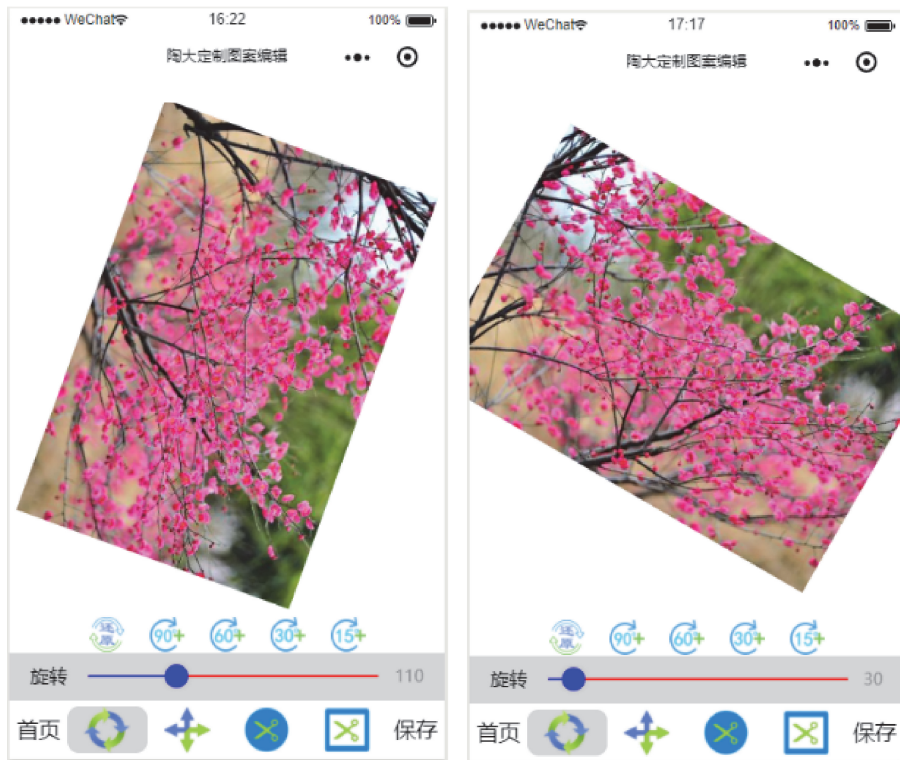 ●●●●● WeChat 16:22 100%
陶大定制图案编辑
还原 90°+ 60°+ 30°+ 15°+
旋转 110
首页 保存
●●●●● WeChat 17:17 100%
陶大定制图案编辑
还原 90°+ 60°+ 30°+ 15°+
旋转 30
首页 保存